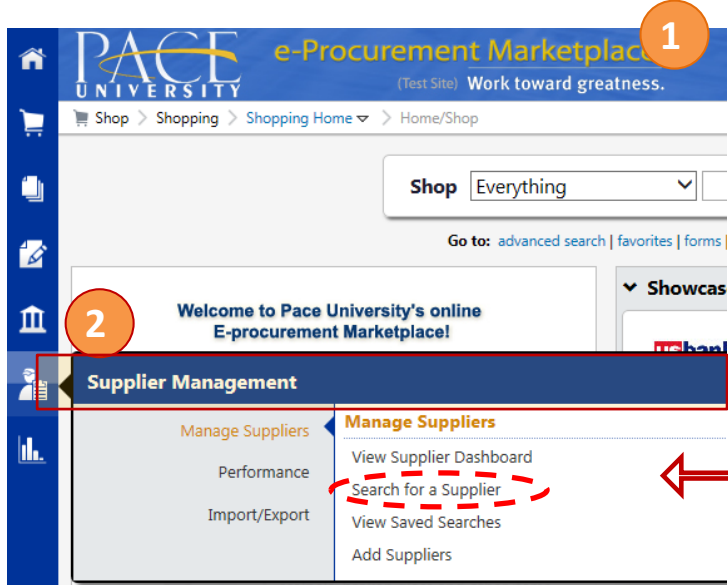 1
PACE
UNIVERSITY
e-Procurement Marketplace
(Test Site) Work toward greatness.
Shop > Shopping > Shopping Home > Home/Shop
Shop Everything
Go to: advanced search | favorites | forms |
Welcome to Pace University's online
E-procurement Marketplace!
Showcas
usbank
2
Supplier Management
Manage Suppliers
Performance
Import/Export
Manage Suppliers
View Supplier Dashboard
Search for a Supplier
View Saved Searches
Add Suppliers